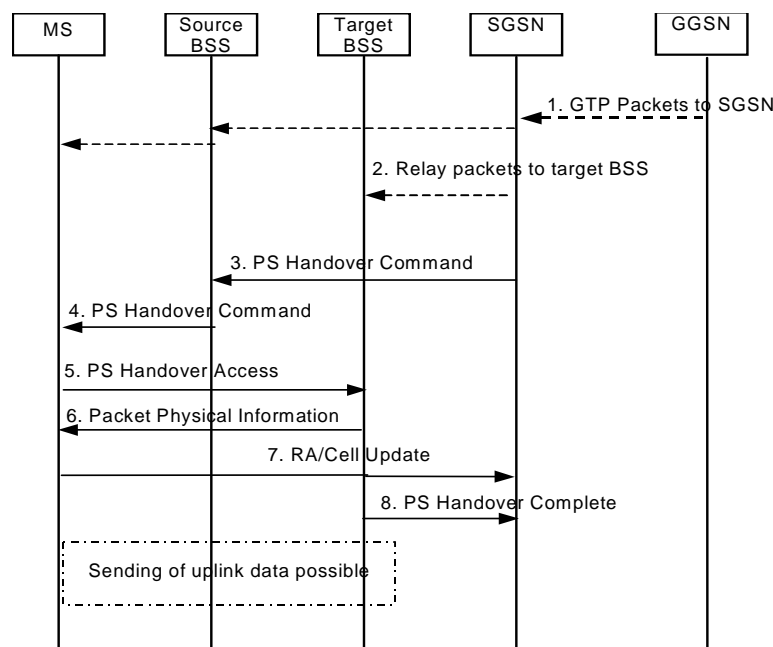 MS
Source
BSS
Target
BSS
SGSN
GGSN
1. GTP Packets to SGSN
2. Relay packets to target BSS
3. PS Handover Command
4. PS Handover Command
5. PS Handover Access
6. Packet Physical Information
7. RA/Cell Update
8. PS Handover Complete
Sending of uplink data possible